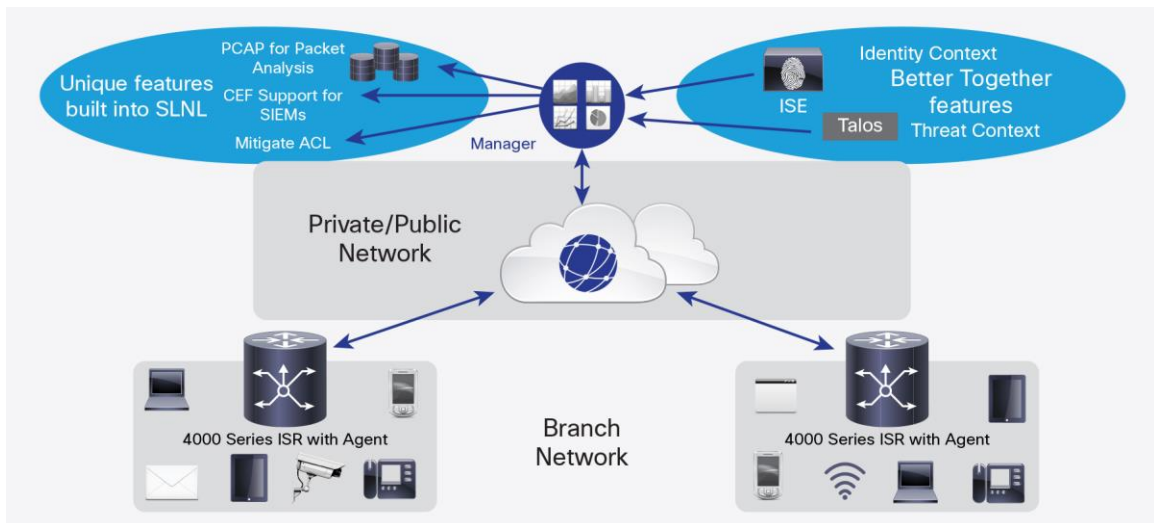 Unique features
built into SLNL
PCAP for Packet
Analysis
CEF Support for
SIEMs
Mitigate ACL
Manager
ISE
Talos
Identity Context
Better Together
features
Threat Context
Private/Public
Network
4000 Series ISR with Agent
Branch
Network
4000 Series ISR with Agent